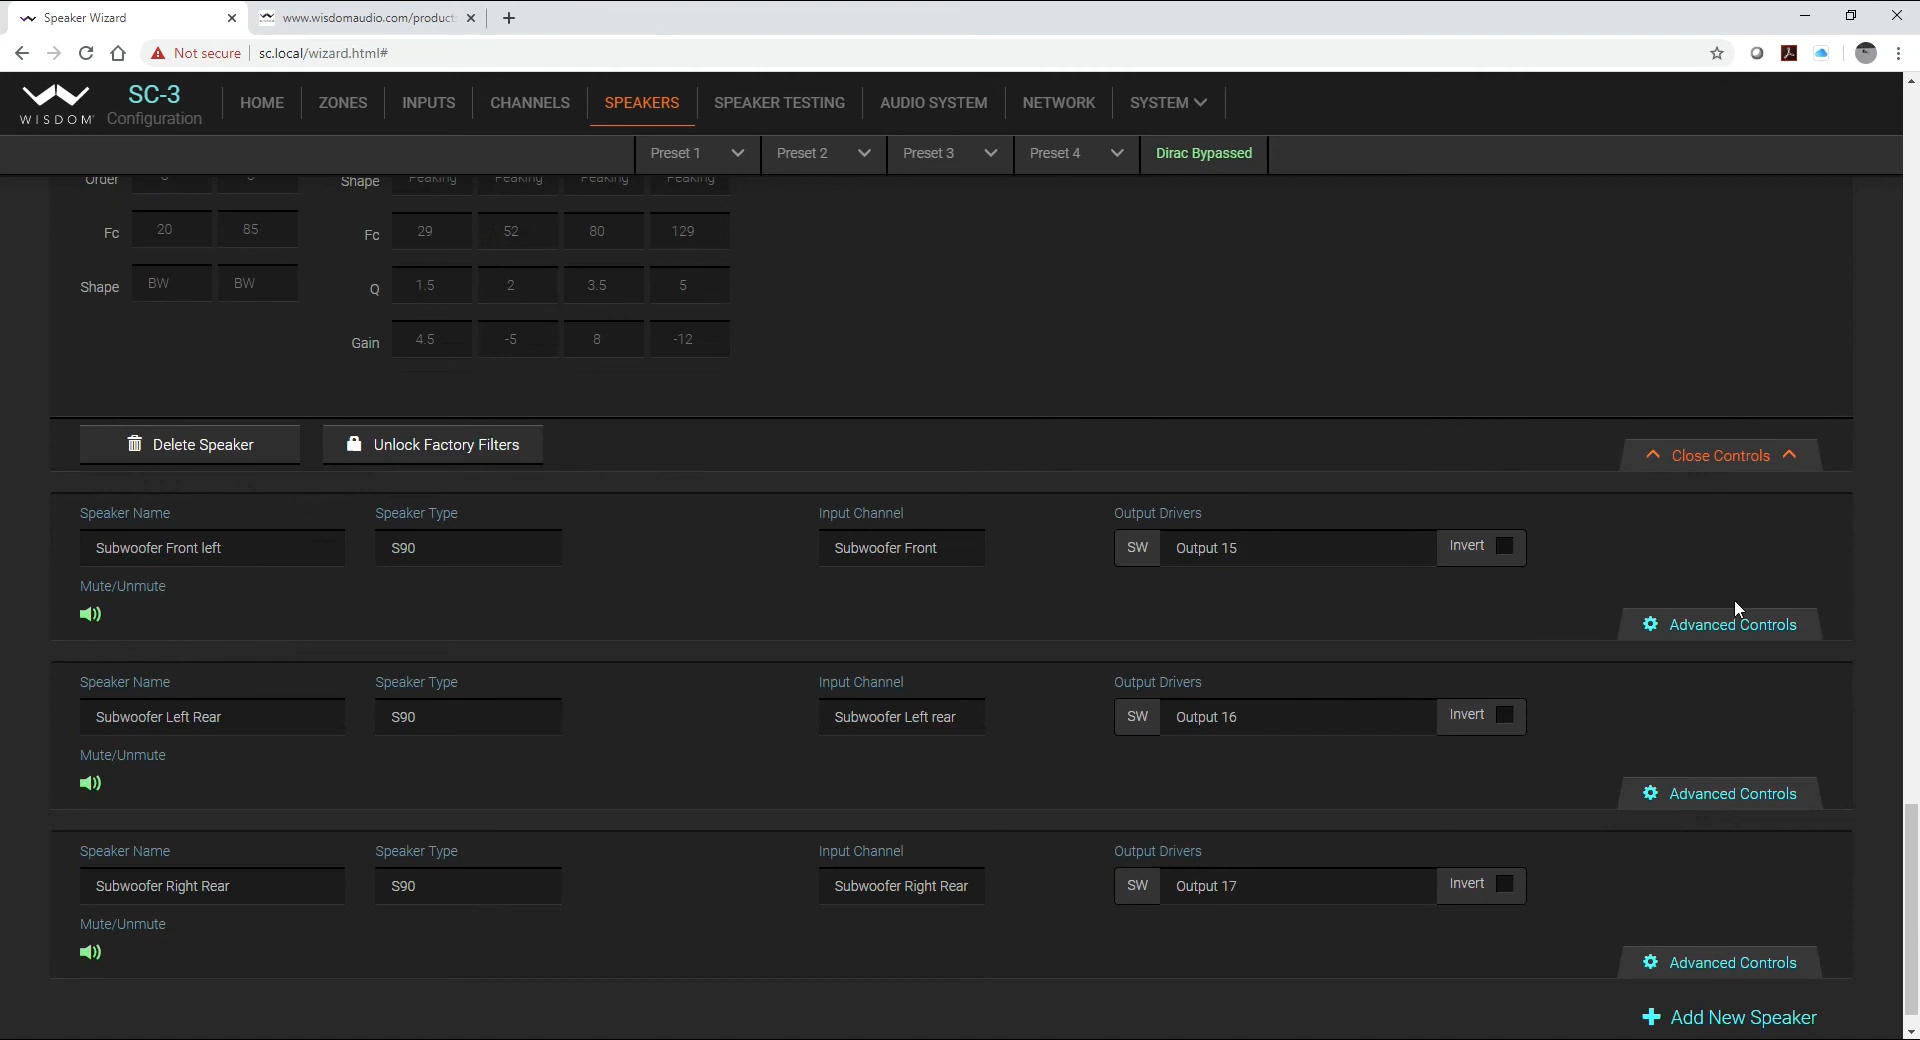 Speaker Wizard
www.wisdomaudio.com/product
Not secure
sc.local/wizard.html#
WISDOM
SC-3
Configuration
HOME
ZONES
INPUTS
CHANNELS
SPEAKERS
SPEAKER TESTING
AUDIO SYSTEM
NETWORK
SYSTEM
Preset 1
Preset 2
Preset 3
Preset 4
Dirac Bypassed
Order
Shape Peaking Peaking Peaking Peaking
Fc 20 85
Fc 29 52 80 129
Shape BW BW
Q 1.5 2 3.5 5
Gain 4.5 -5 8 -12
Delete Speaker
Unlock Factory Filters
Close Controls
Speaker Name Speaker Type Input Channel Output Drivers
Subwoofer Front left S90 Subwoofer Front SW Output 15 Invert
Mute/Unmute
Advanced Controls
Speaker Name Speaker Type Input Channel Output Drivers
Subwoofer Left Rear S90 Subwoofer Left rear SW Output 16 Invert
Mute/Unmute
Advanced Controls
Speaker Name Speaker Type Input Channel Output Drivers
Subwoofer Right Rear S90 Subwoofer Right Rear SW Output 17 Invert
Mute/Unmute
Advanced Controls
Add New Speaker